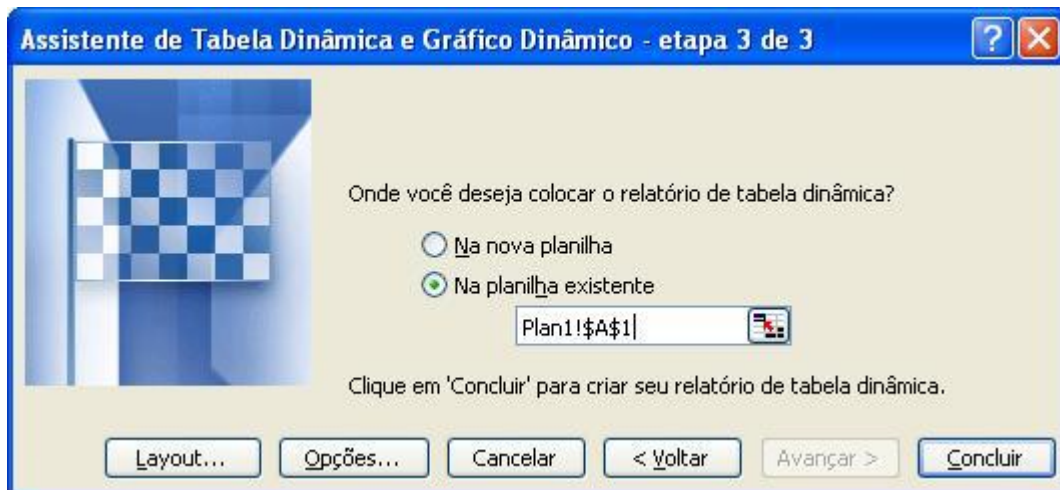 Assistente de Tabela Dinâmica e Gráfico Dinâmico - etapa 3 de 3
?
Onde você deseja colocar o relatório de tabela dinâmica?
Na nova planilha
Na planilha existente
Plan1!$A$1
Clique em 'Concluir' para criar seu relatório de tabela dinâmica.
Layout... Opções... Cancelar < Voltar Avançar > Concluir